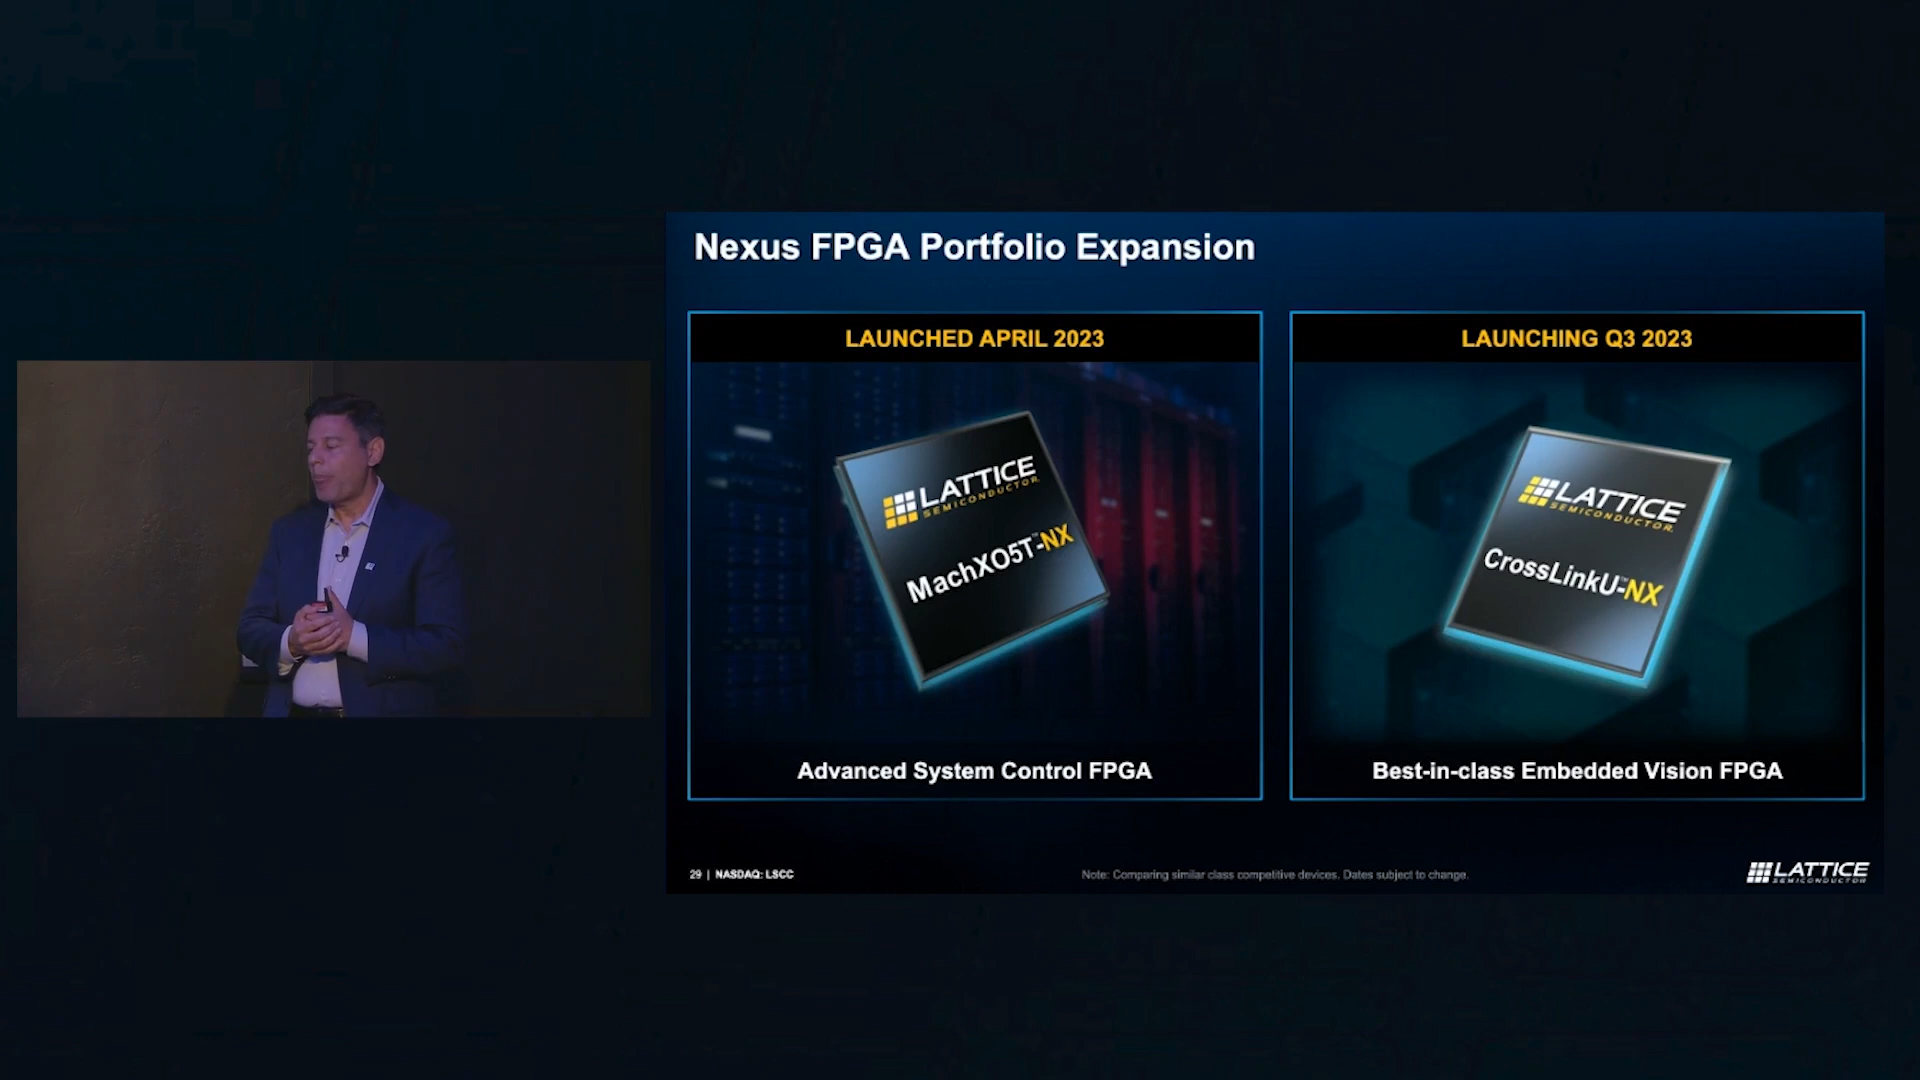 Nexus FPGA Portfolio Expansion
LAUNCHED APRIL 2023
LATTICE
SEMICONDUCTOR
MachXO5T™-NX
Advanced System Control FPGA
LAUNCHING Q3 2023
LATTICE
SEMICONDUCTOR
CrossLinkU™-NX
Best-in-class Embedded Vision FPGA
29 | NASDAQ: LSCC
Note: Comparing similar class competitive devices. Dates subject to change.
LATTICE
SEMICONDUCTOR